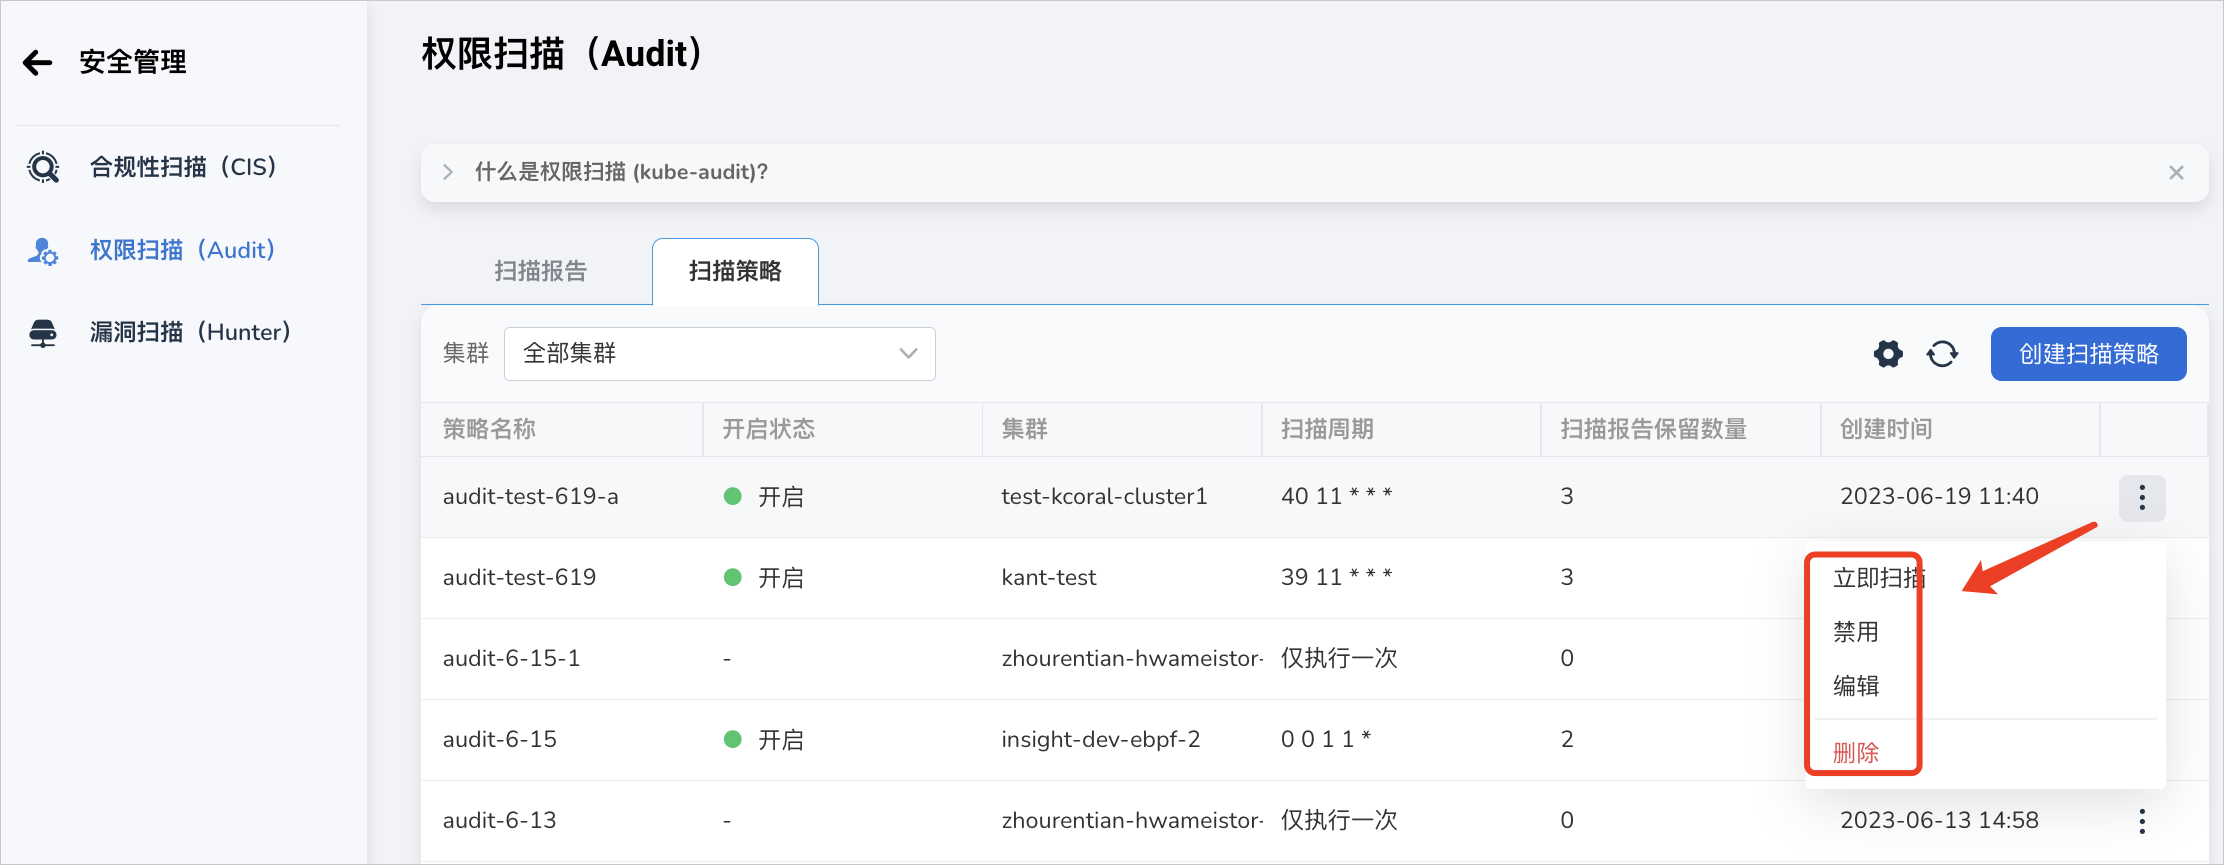 安全管理
合规性扫描（CIS）
权限扫描（Audit）
漏洞扫描（Hunter）
权限扫描（Audit）
什么是权限扫描 (kube-audit)?
扫描报告 扫描策略
集群 全部集群 创建扫描策略
策略名称 开启状态 集群 扫描周期 扫描报告保留数量 创建时间
audit-test-619-a 开启 test-kcoral-cluster1 40 11 * * * 3 2023-06-19 11:40
audit-test-619 开启 kant-test 39 11 * * * 3
audit-6-15-1 - zhourentian-hwameistor- 仅执行一次 0
audit-6-15 开启 insight-dev-ebpf-2 0 0 1 1 * 2
audit-6-13 - zhourentian-hwameistor- 仅执行一次 0 2023-06-13 14:58
立即扫描
禁用
编辑
删除